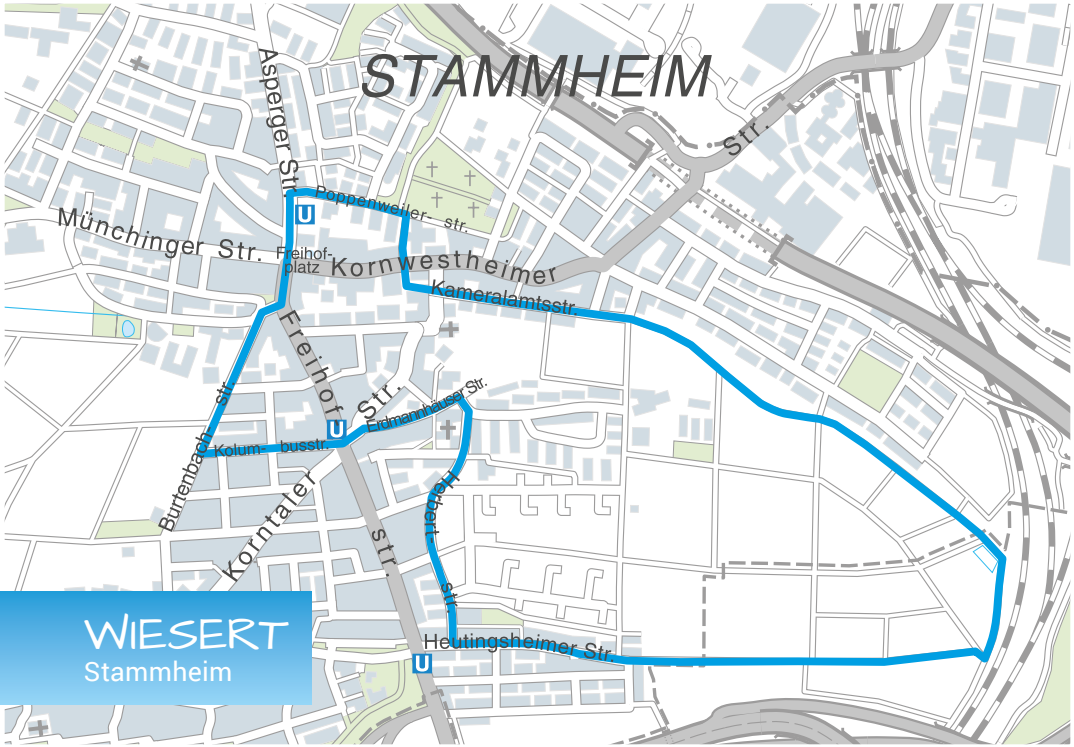 STAMMHEIM
Asperger Str.
Str.
Poppenweiler- str.
U
Münchinger Str.
Freihof-
platz
Kornwestheimer
Kameralamtsstr.
Freihof
str.
Str.
Erdmannhäuser Str.
U
Kolum- busstr.
Burtenbach- str.
Korntaler
Herbert-
str.
Heutingsheimer Str.
U
WIESERT
Stammheim